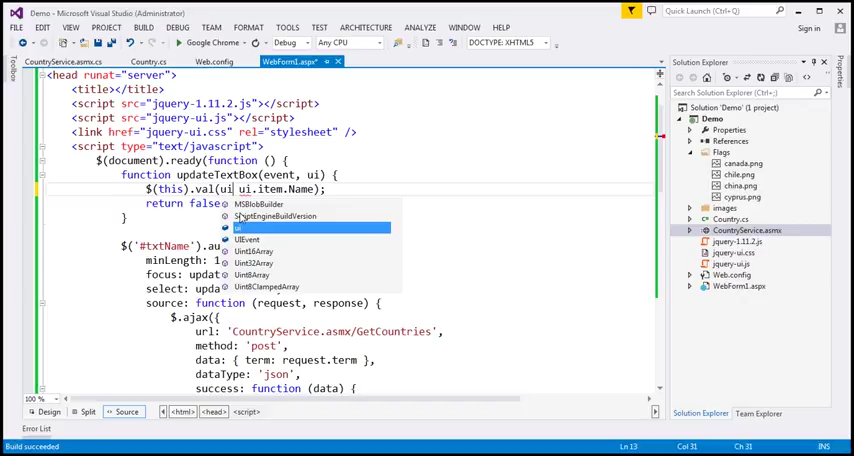 Demo - Microsoft Visual Studio (Administrator)
Quick Launch (Ctrl+Q)
FILE EDIT VIEW PROJECT BUILD DEBUG TEAM FORMAT TOOLS TEST ARCHITECTURE ANALYZE WINDOW HELP
Sign in
Google Chrome Debug Any CPU DOCTYPE: XHTML5
Toolbox
CountryService.asmx.cs Country.cs Web.config WebForm1.aspx*
<head runat="server">
<title></title>
<script src="jquery-1.11.2.js"></script>
<script src="jquery-ui.js"></script>
<link href="jquery-ui.css" rel="stylesheet" />
<script type="text/javascript">
$(document).ready(function () {
function updateTextBox(event, ui) {
$(this).val(ui ui.item.Name);
return false
}
MSBlobBuilder
ScriptEngineBuildVersion
ui
UIEvent
Uint16Array
Uint32Array
Uint8Array
Uint8ClampedArray
$('#txtName').au
minLength: 1
focus: updat
select: updat
source: function (request, response) {
$.ajax({
url: 'CountryService.asmx/GetCountries',
method: 'post',
data: { term: request.term },
dataType: 'json',
success: function (data) {
100 %
Design Split Source <html> <head> <script>
Error List
Solution Explorer
Search Solution Explorer (Ctrl+;)
Solution 'Demo' (1 project)
Demo
Properties
References
Flags
canada.png
chile.png
china.png
cyprus.png
images
Country.cs
CountryService.asmx
jquery-1.11.2.js
jquery-ui.css
jquery-ui.js
Web.config
WebForm1.aspx
Solution Explorer Team Explorer
Properties
Build succeeded Ln 13 Col 31 Ch 31 INS